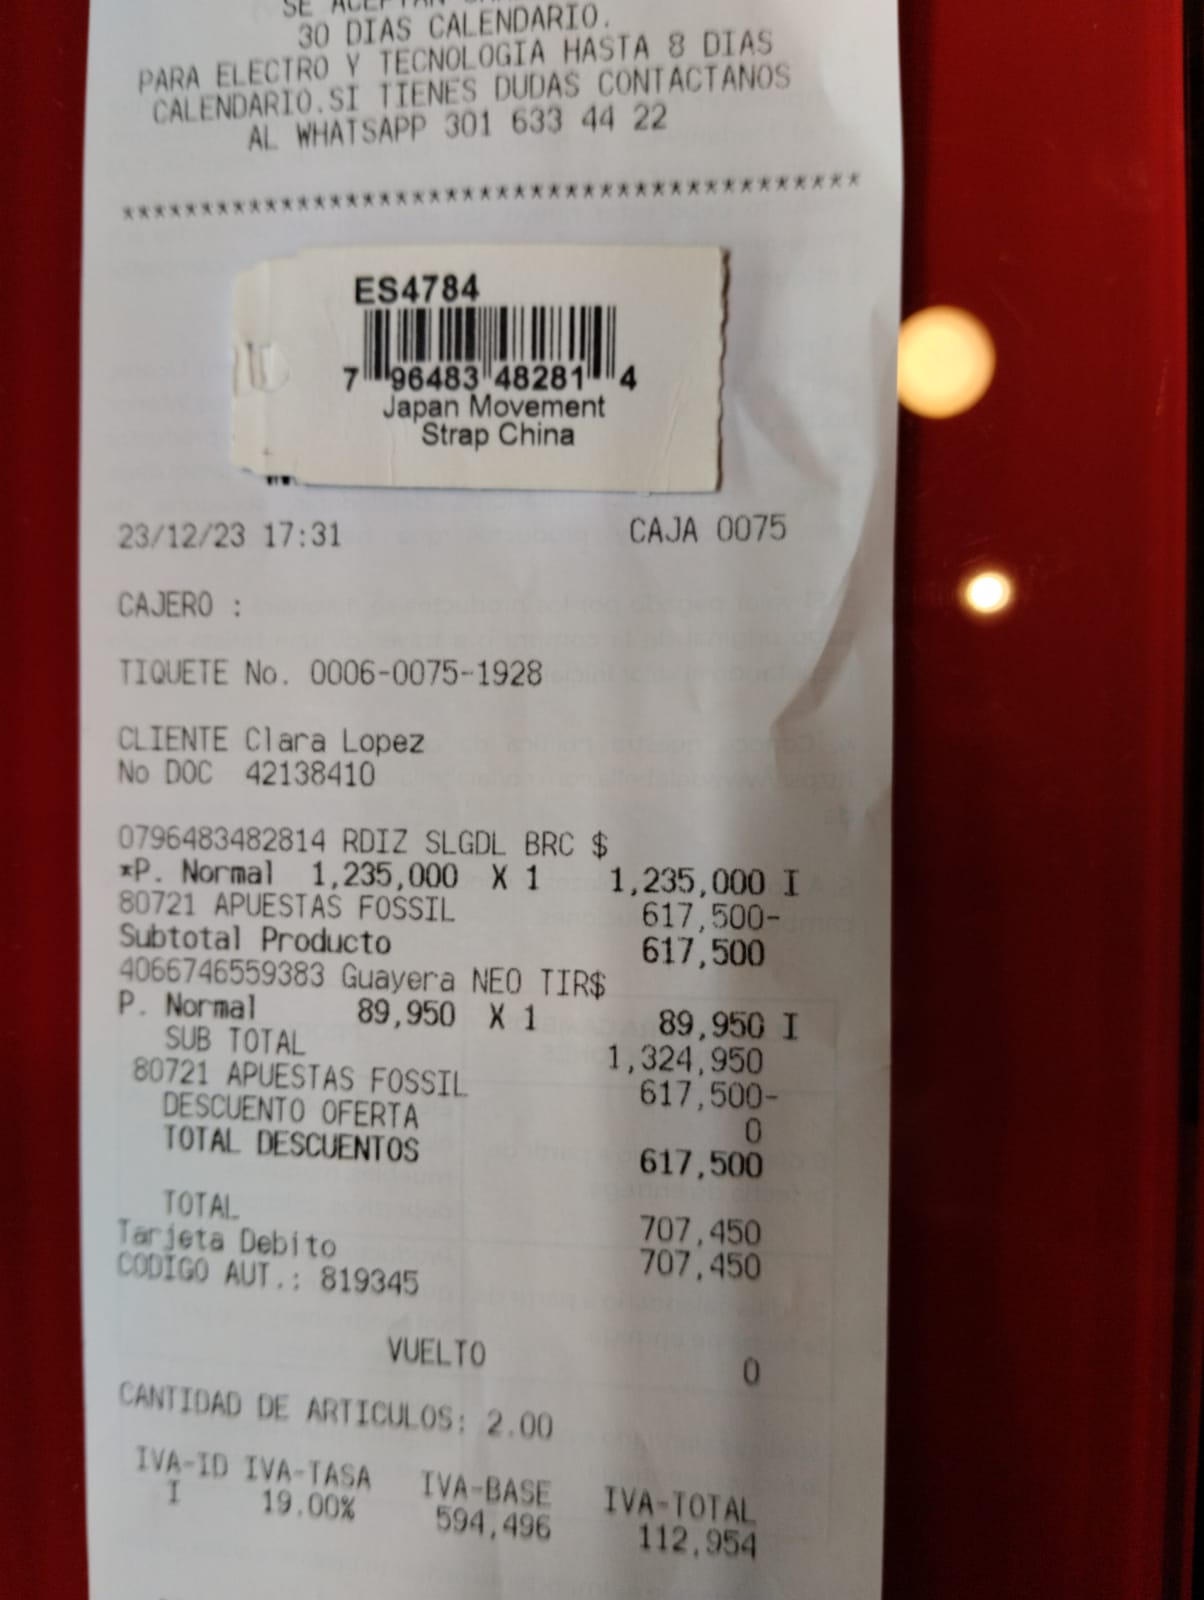 SE ACEPTAN
30 DIAS CALENDARIO.
PARA ELECTRO Y TECNOLOGIA HASTA 8 DIAS
CALENDARIO.SI TIENES DUDAS CONTACTANOS
AL WHATSAPP 301 633 44 22
******************************************
ES4784
7 96483 48281 4
Japan Movement
Strap China
23/12/23 17:31 CAJA 0075
CAJERO :
TIQUETE No. 0006-0075-1928
CLIENTE Clara Lopez
No DOC 42138410
0796483482814 RDIZ SLGDL BRC $
*P. Normal 1,235,000 X 1 1,235,000 I
80721 APUESTAS FOSSIL 617,500-
Subtotal Producto 617,500
4066746559383 Guayera NEO TIR$
P. Normal 89,950 X 1 89,950 I
SUB TOTAL 1,324,950
80721 APUESTAS FOSSIL 617,500-
DESCUENTO OFERTA 0
TOTAL DESCUENTOS 617,500
TOTAL 707,450
Tarjeta Debito 707,450
CODIGO AUT.: 819345
VUELTO 0
CANTIDAD DE ARTICULOS: 2.00
IVA-ID IVA-TASA IVA-BASE IVA-TOTAL
I 19.00% 594,496 112,954